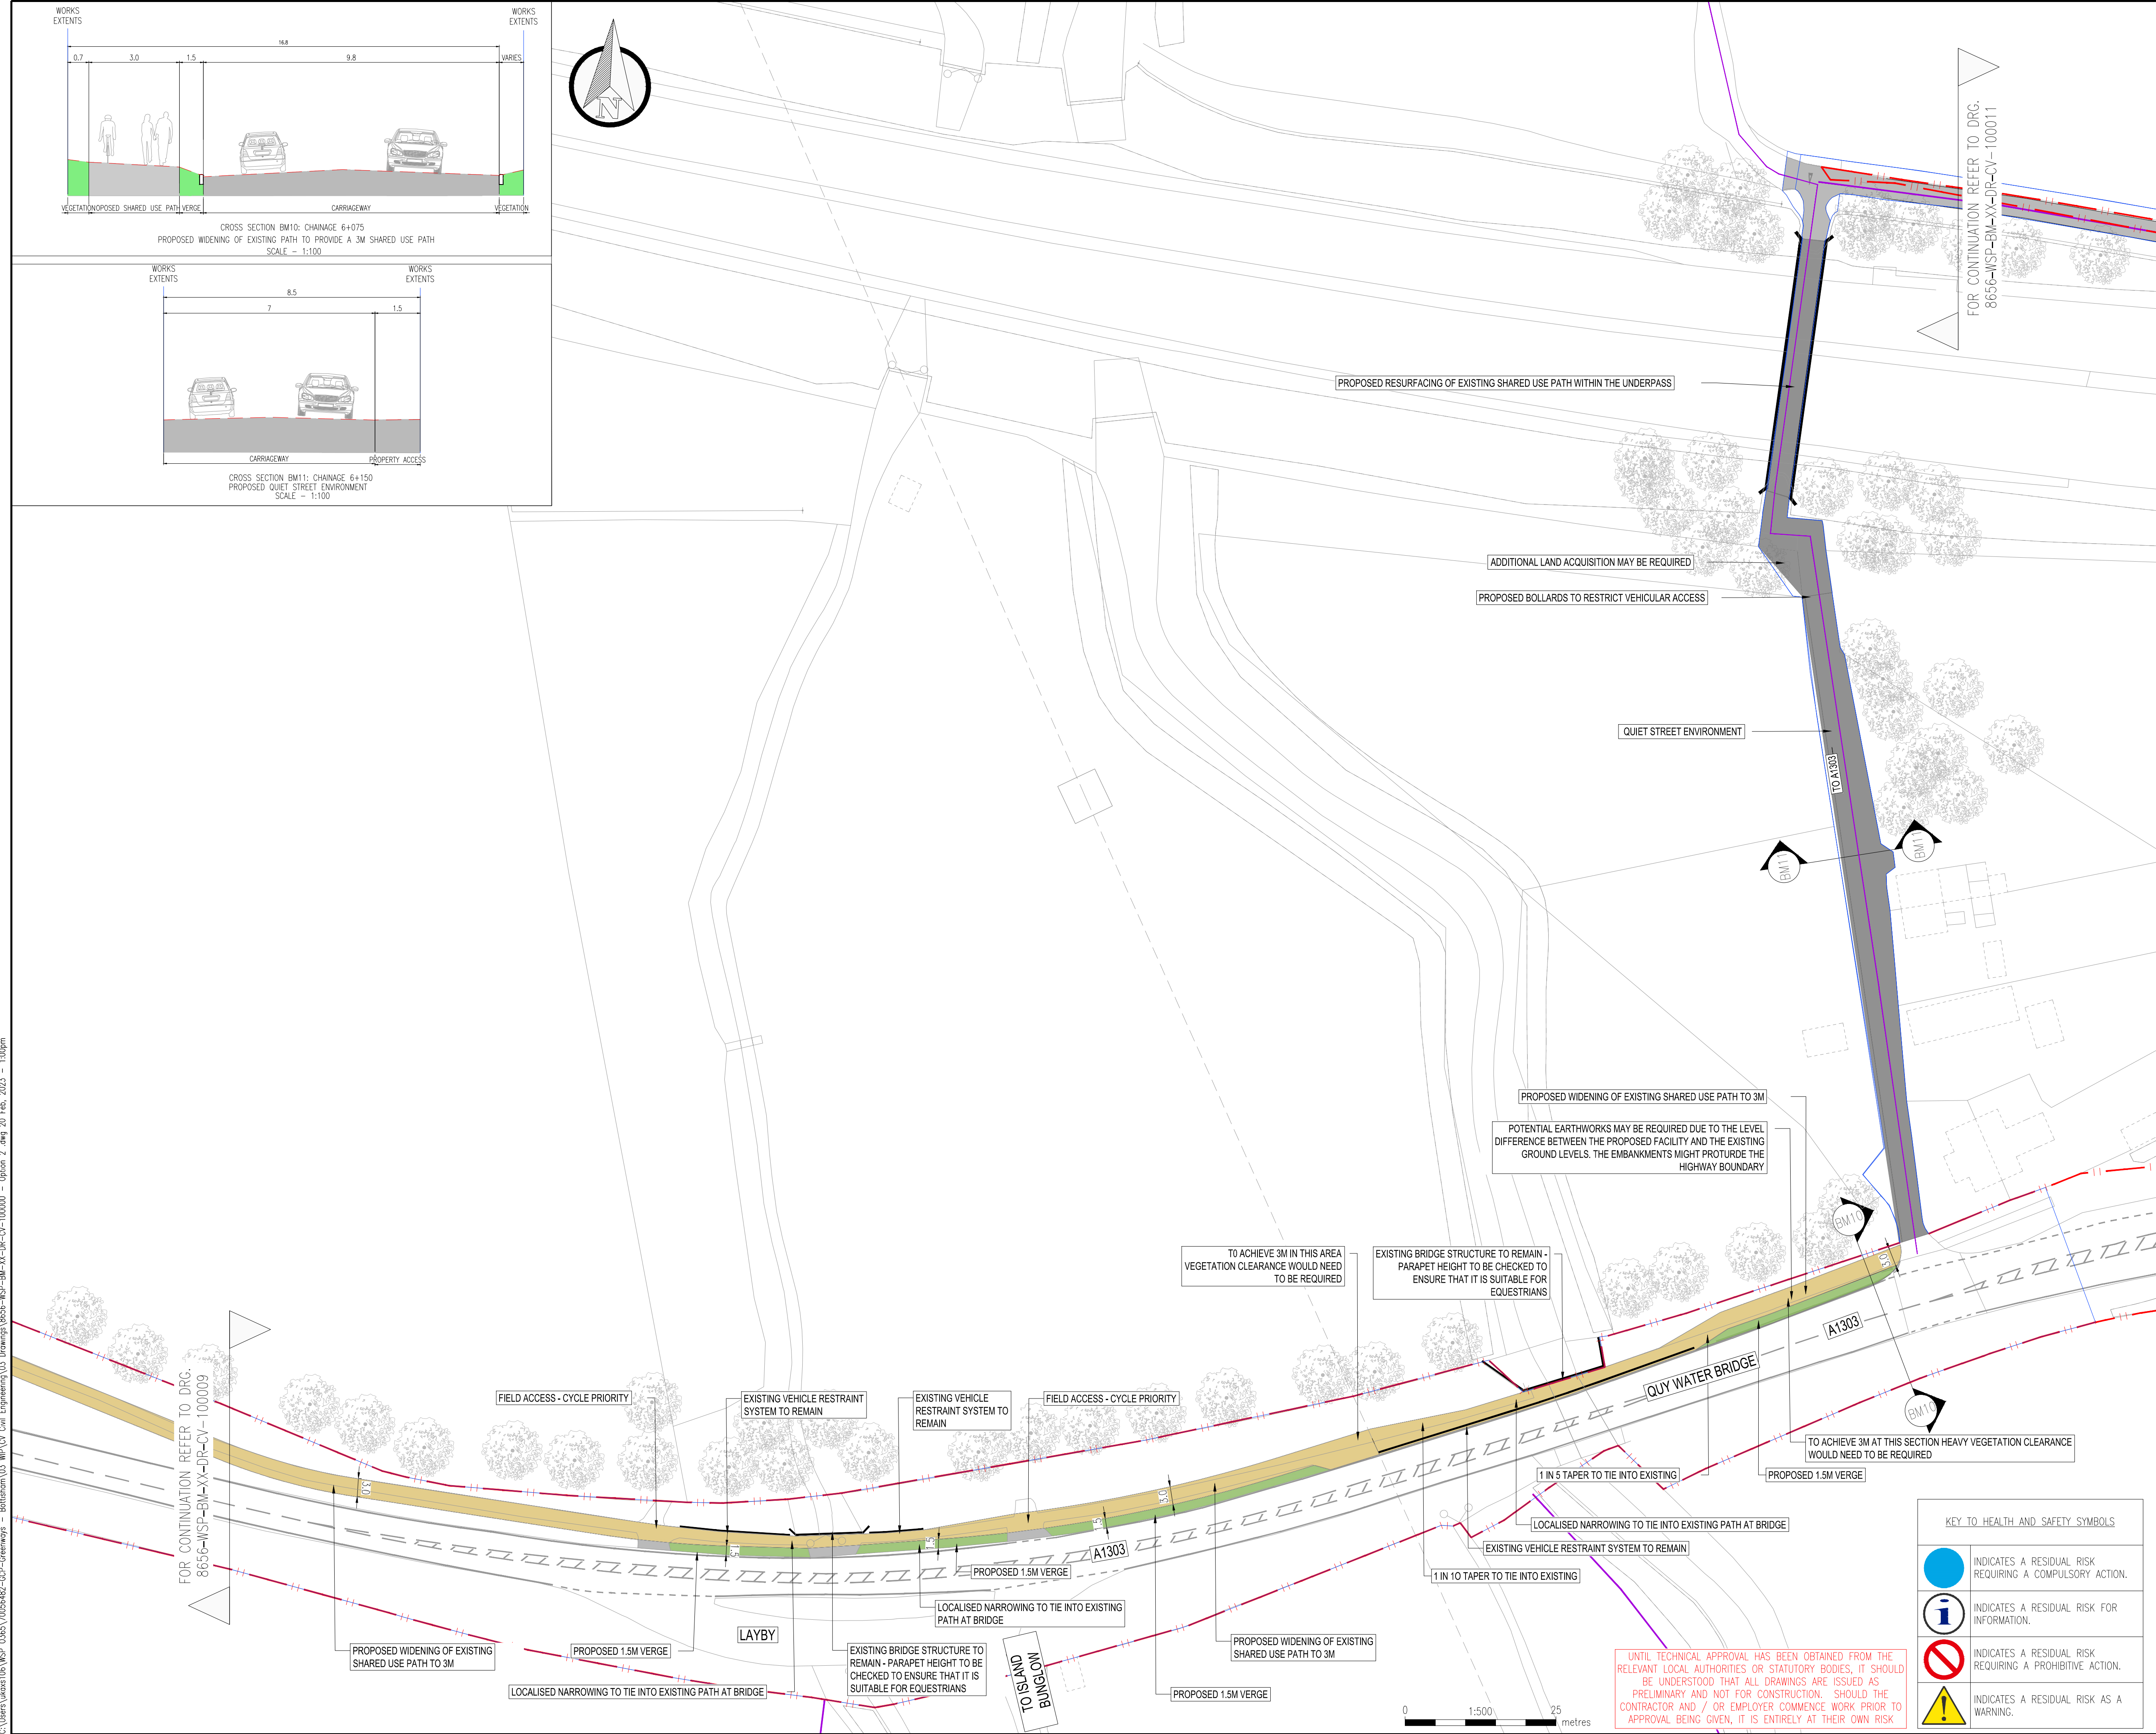 WORKS
EXTENTS
WORKS
EXTENTS
16.8
0.7
3.0
1.5
9.8
VARIES
VEGETATION
OPOSED SHARED USE PATH
VERGE
CARRIAGEWAY
VEGETATION
CROSS SECTION BM10: CHAINAGE 6+075
PROPOSED WIDENING OF EXISTING PATH TO PROVIDE A 3M SHARED USE PATH
SCALE - 1:100
WORKS
EXTENTS
WORKS
EXTENTS
8.5
7
1.5
CARRIAGEWAY
PROPERTY ACCESS
CROSS SECTION BM11: CHAINAGE 6+150
PROPOSED QUIET STREET ENVIRONMENT
SCALE - 1:100
N
FOR CONTINUATION REFER TO DRG.
8656-WSP-BM-XX-DR-CV-100011
PROPOSED RESURFACING OF EXISTING SHARED USE PATH WITHIN THE UNDERPASS
ADDITIONAL LAND ACQUISITION MAY BE REQUIRED
PROPOSED BOLLARDS TO RESTRICT VEHICULAR ACCESS
QUIET STREET ENVIRONMENT
TO A1303
BM11
BM11
PROPOSED WIDENING OF EXISTING SHARED USE PATH TO 3M
POTENTIAL EARTHWORKS MAY BE REQUIRED DUE TO THE LEVEL
DIFFERENCE BETWEEN THE PROPOSED FACILITY AND THE EXISTING
GROUND LEVELS. THE EMBANKMENTS MIGHT PROTURDE THE
HIGHWAY BOUNDARY
BM10
T0 ACHIEVE 3M IN THIS AREA
VEGETATION CLEARANCE WOULD NEED
TO BE REQUIRED
EXISTING BRIDGE STRUCTURE TO REMAIN -
PARAPET HEIGHT TO BE CHECKED TO
ENSURE THAT IT IS SUITABLE FOR
EQUESTRIANS
3.0
A1303
QUY WATER BRIDGE
BM10
FOR CONTINUATION REFER TO DRG.
8656-WSP-BM-XX-DR-CV-100009
FIELD ACCESS - CYCLE PRIORITY
EXISTING VEHICLE RESTRAINT
SYSTEM TO REMAIN
EXISTING VEHICLE
RESTRAINT SYSTEM TO
REMAIN
FIELD ACCESS - CYCLE PRIORITY
TO ACHIEVE 3M AT THIS SECTION HEAVY VEGETATION CLEARANCE
WOULD NEED TO BE REQUIRED
1 IN 5 TAPER TO TIE INTO EXISTING
PROPOSED 1.5M VERGE
3.0
3.0
1.5
1.5
1.5
A1303
LOCALISED NARROWING TO TIE INTO EXISTING PATH AT BRIDGE
EXISTING VEHICLE RESTRAINT SYSTEM TO REMAIN
1 IN 10 TAPER TO TIE INTO EXISTING
PROPOSED 1.5M VERGE
LOCALISED NARROWING TO TIE INTO EXISTING
PATH AT BRIDGE
LAYBY
PROPOSED WIDENING OF EXISTING
SHARED USE PATH TO 3M
PROPOSED 1.5M VERGE
EXISTING BRIDGE STRUCTURE TO
REMAIN - PARAPET HEIGHT TO BE
CHECKED TO ENSURE THAT IT IS
SUITABLE FOR EQUESTRIANS
TO ISLAND
BUNGLOW
PROPOSED WIDENING OF EXISTING
SHARED USE PATH TO 3M
LOCALISED NARROWING TO TIE INTO EXISTING PATH AT BRIDGE
PROPOSED 1.5M VERGE
0
1:500
25
metres
UNTIL TECHNICAL APPROVAL HAS BEEN OBTAINED FROM THE
RELEVANT LOCAL AUTHORITIES OR STATUTORY BODIES, IT SHOULD
BE UNDERSTOOD THAT ALL DRAWINGS ARE ISSUED AS
PRELIMINARY AND NOT FOR CONSTRUCTION. SHOULD THE
CONTRACTOR AND / OR EMPLOYER COMMENCE WORK PRIOR TO
APPROVAL BEING GIVEN, IT IS ENTIRELY AT THEIR OWN RISK
KEY TO HEALTH AND SAFETY SYMBOLS
INDICATES A RESIDUAL RISK
REQUIRING A COMPULSORY ACTION.
i
INDICATES A RESIDUAL RISK FOR
INFORMATION.
INDICATES A RESIDUAL RISK
REQUIRING A PROHIBITIVE ACTION.
!
INDICATES A RESIDUAL RISK AS A
WARNING.